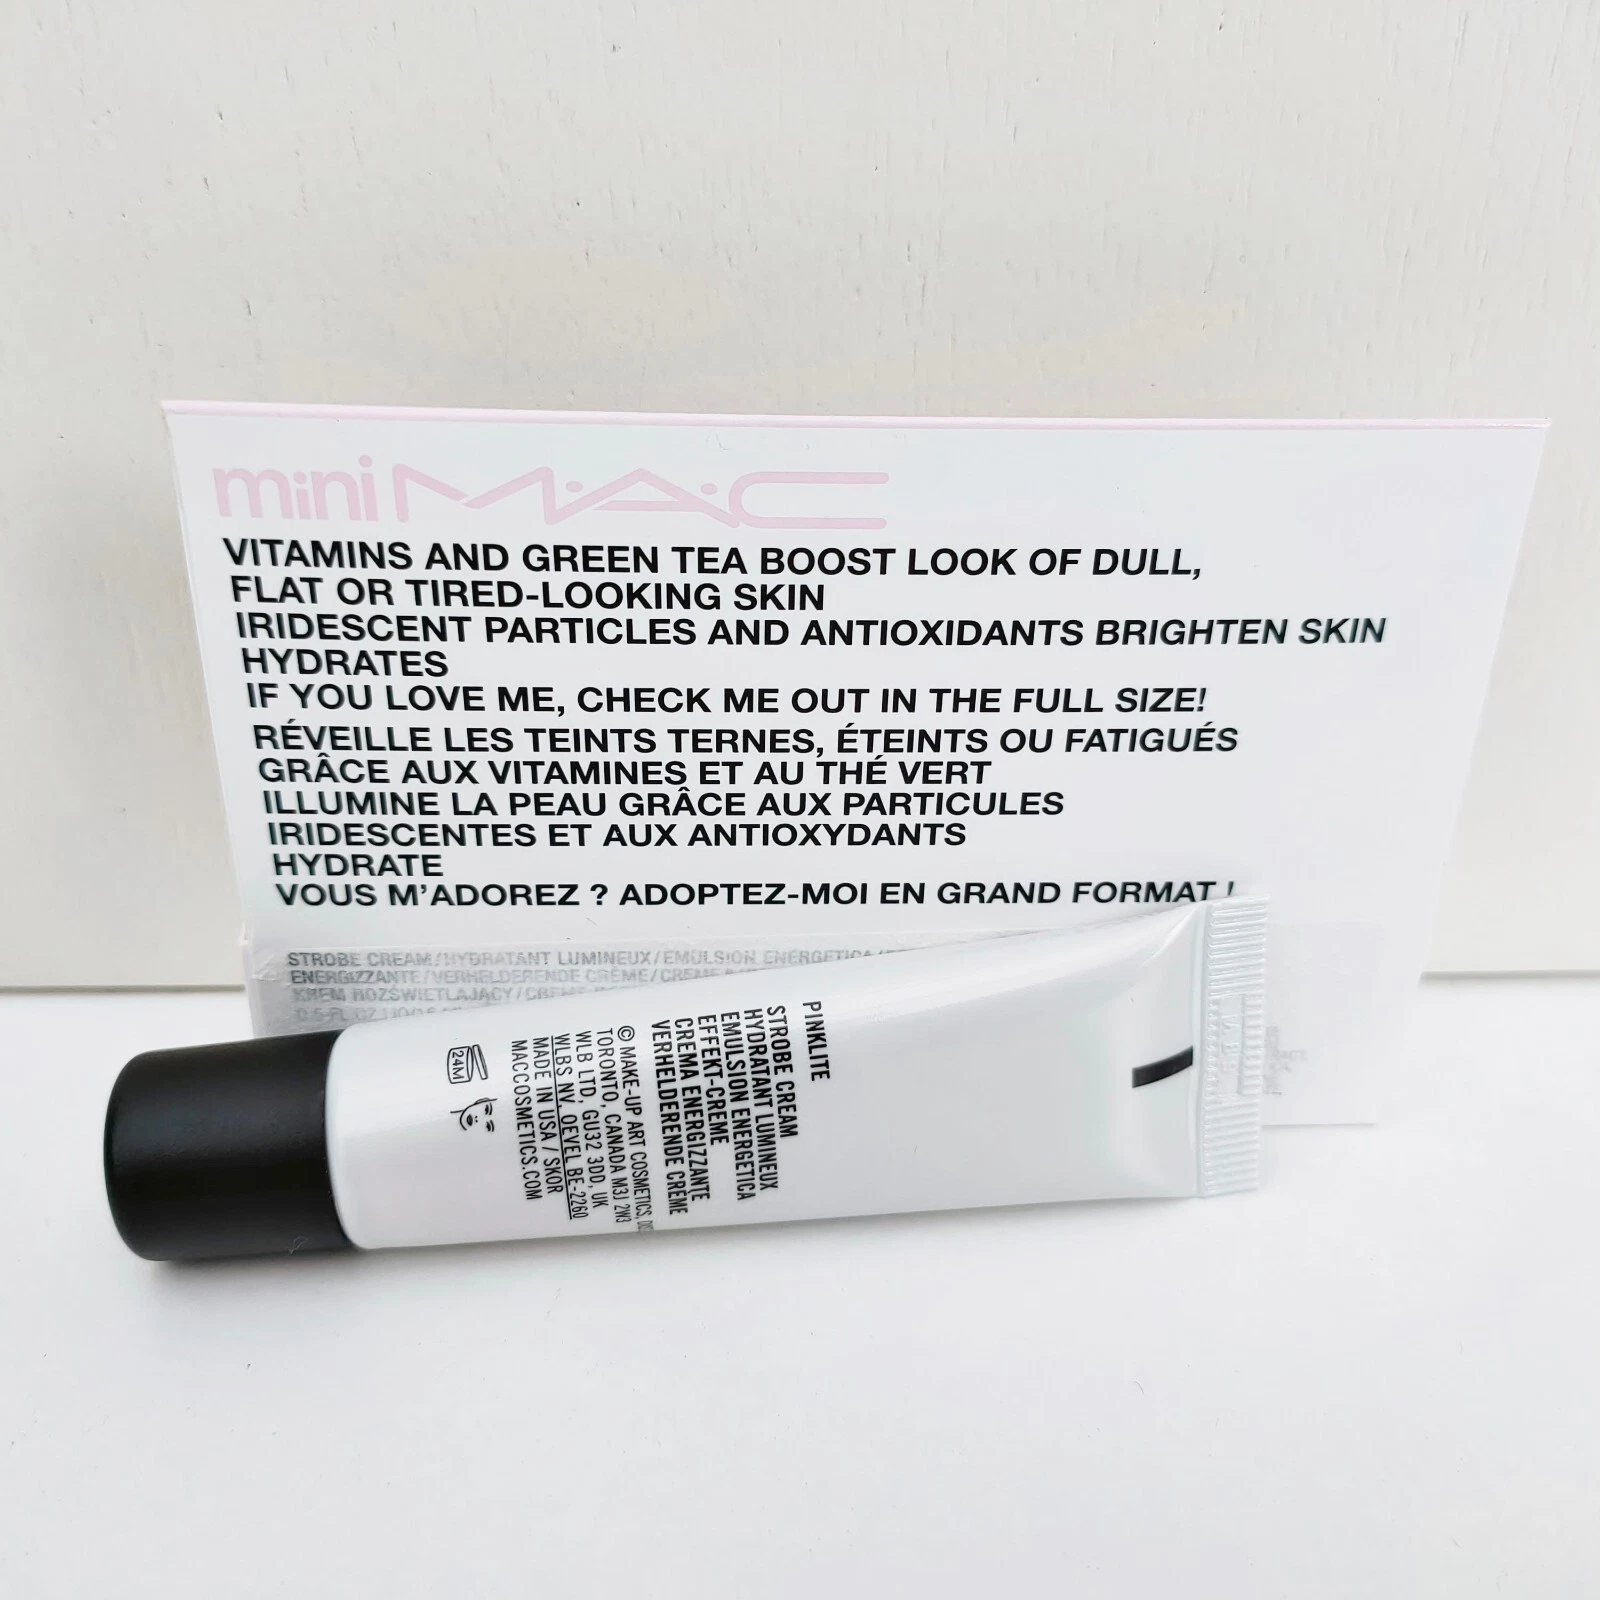 mini M·A·C
VITAMINS AND GREEN TEA BOOST LOOK OF DULL,
FLAT OR TIRED-LOOKING SKIN
IRIDESCENT PARTICLES AND ANTIOXIDANTS BRIGHTEN SKIN
HYDRATES
IF YOU LOVE ME, CHECK ME OUT IN THE FULL SIZE!
RÉVEILLE LES TEINTS TERNES, ÉTEINTS OU FATIGUÉS
GRÂCE AUX VITAMINES ET AU THÉ VERT
ILLUMINE LA PEAU GRÂCE AUX PARTICULES
IRIDESCENTES ET AUX ANTIOXYDANTS
HYDRATE
VOUS M'ADOREZ ? ADOPTEZ-MOI EN GRAND FORMAT !
STROBE CREAM/HYDRATANT LUMINEUX/EMULSION ENERGETICA/
ENERGIZZANTE/VERHELDERENDE CRÈME/
KREM ROZŚWIETLAJĄCY/
PINKLITE
STROBE CREAM
HYDRATANT LUMINEUX
EMULSION ENERGETICA
EFFEKT-CREME
CREMA ENERGIZZANTE
VERHELDERENDE CRÈME
© MAKE-UP ART COSMETICS,
TORONTO, CANADA M3J 2W3
WLB LTD, GU32 3DD, UK
WLBS NV, OEVEL BE-2260
MADE IN USA / SKOR
MACCOSMETICS.COM
24M